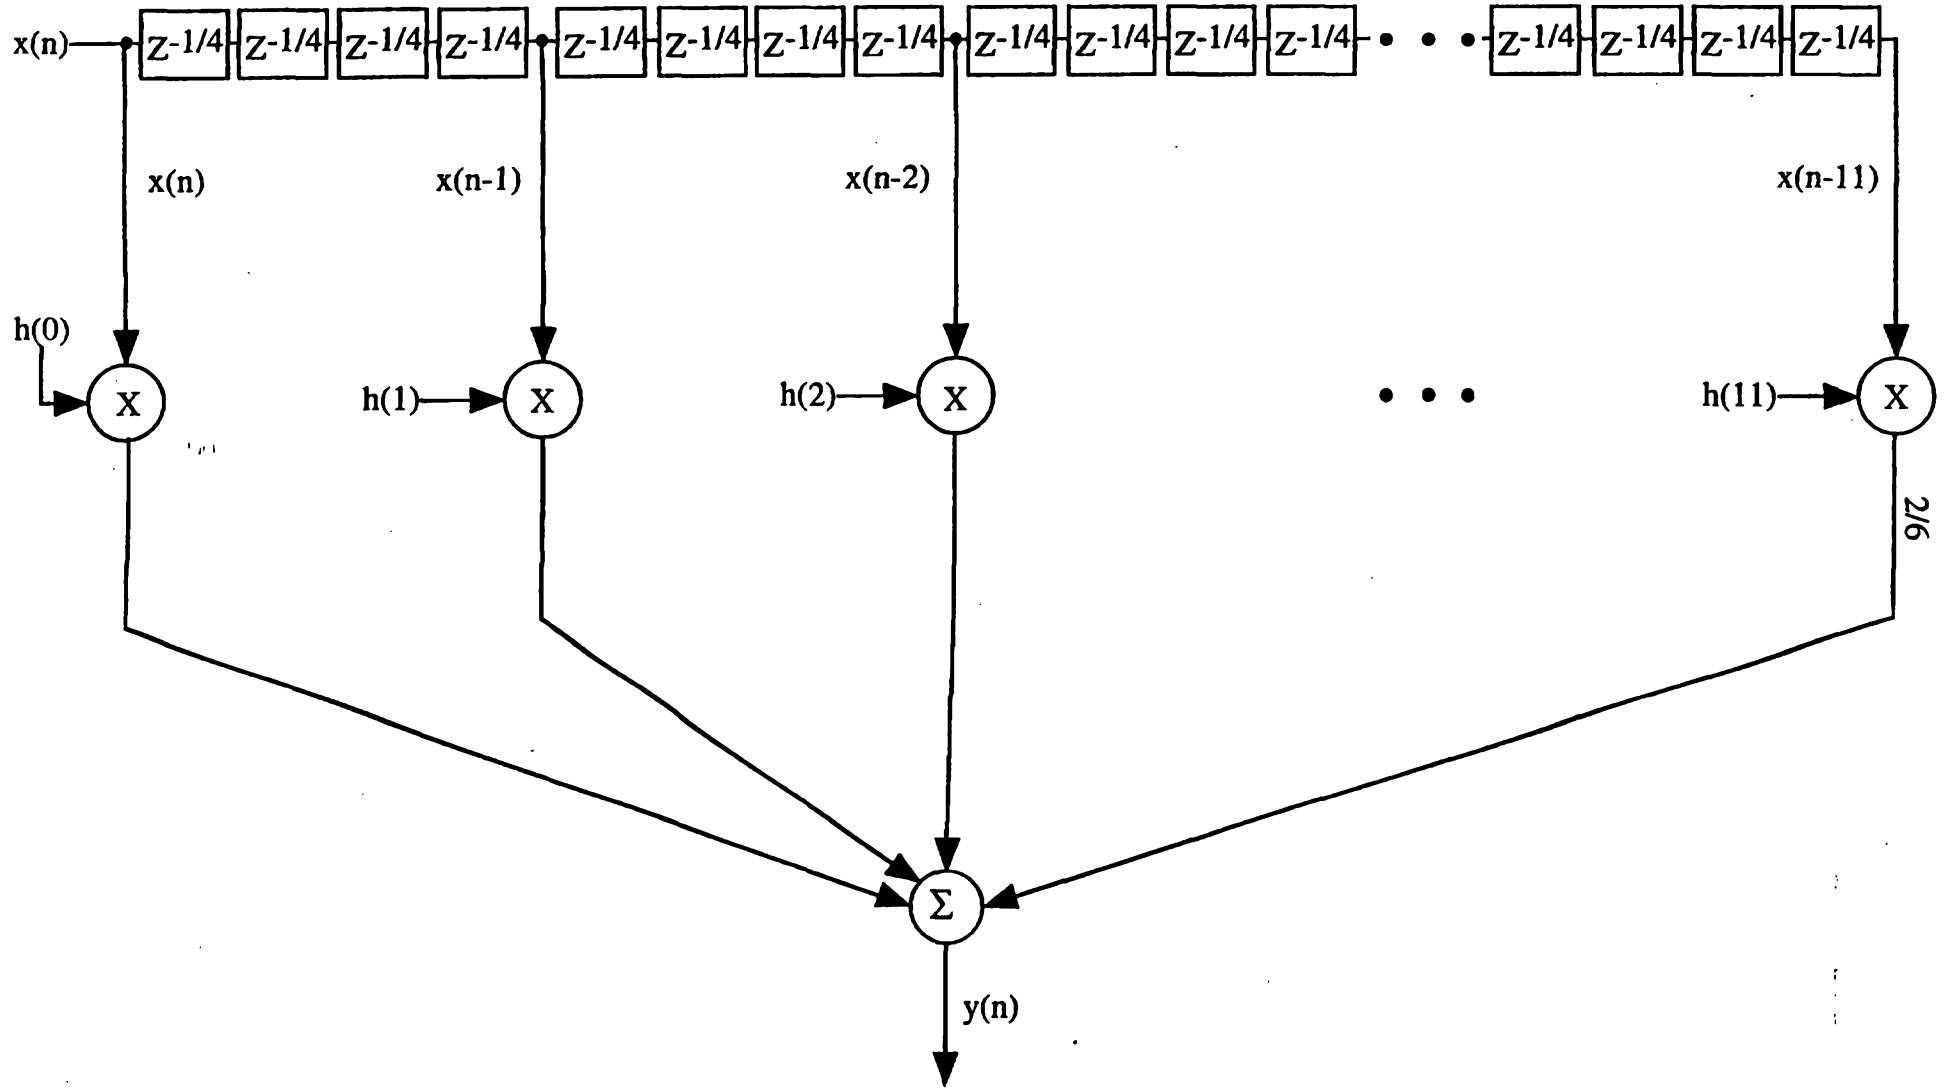 x(n) z-1/4 z-1/4 z-1/4 z-1/4 z-1/4 z-1/4 z-1/4 z-1/4 z-1/4 z-1/4 z-1/4 z-1/4 • • • z-1/4 z-1/4 z-1/4 z-1/4
x(n) x(n-1) x(n-2) x(n-11)
h(0) X h(1) X h(2) X • • • h(11) X
2/6
Σ
y(n)